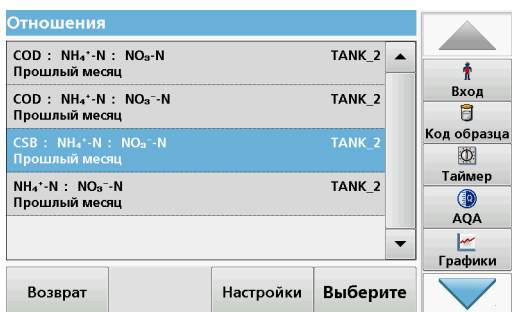 Отношения
COD : NH₄⁺-N : NO₃-N TANK_2
Прошлый месяц
COD : NH₄⁺-N : NO₃⁻-N TANK_2
Прошлый месяц
CSB : NH₄⁺-N : NO₃⁻-N TANK_2
Прошлый месяц
NH₄⁺-N : NO₃⁻-N TANK_2
Прошлый месяц
Вход
Код образца
Таймер
AQA
Графики
Возврат
Настройки
Выберите